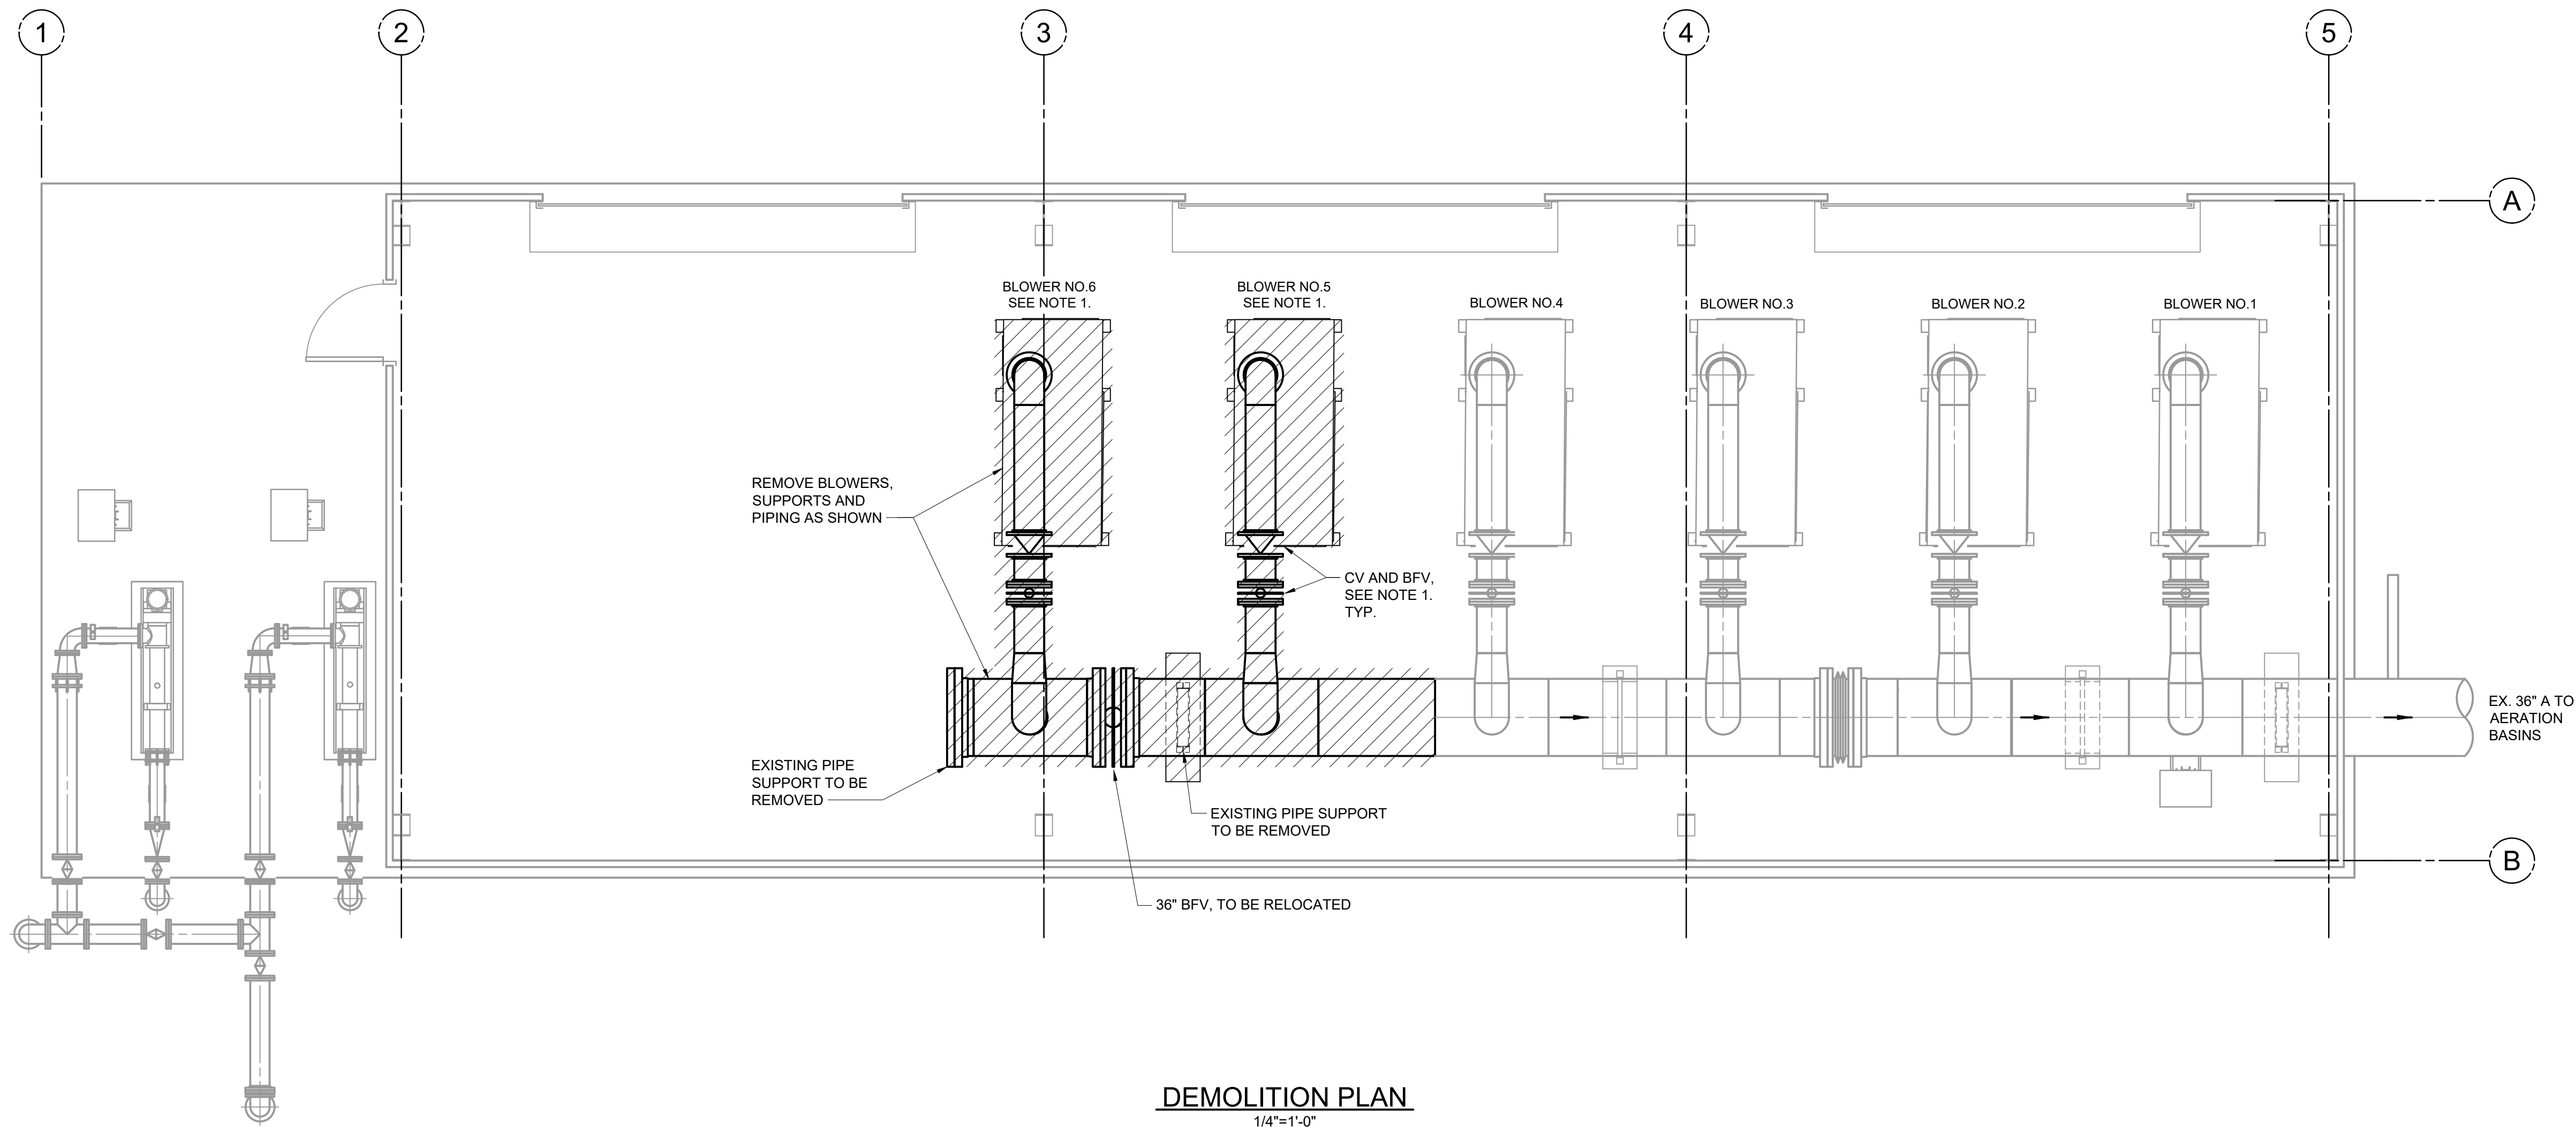 1
2
3
4
5
A
BLOWER NO.6
SEE NOTE 1.
BLOWER NO.5
SEE NOTE 1.
BLOWER NO.4
BLOWER NO.3
BLOWER NO.2
BLOWER NO.1
REMOVE BLOWERS,
SUPPORTS AND
PIPING AS SHOWN
CV AND BFV,
SEE NOTE 1.
TYP.
EX. 36" A TO
AERATION
BASINS
EXISTING PIPE
SUPPORT TO BE
REMOVED
EXISTING PIPE SUPPORT
TO BE REMOVED
B
36" BFV, TO BE RELOCATED
DEMOLITION PLAN
1/4"=1'-0"